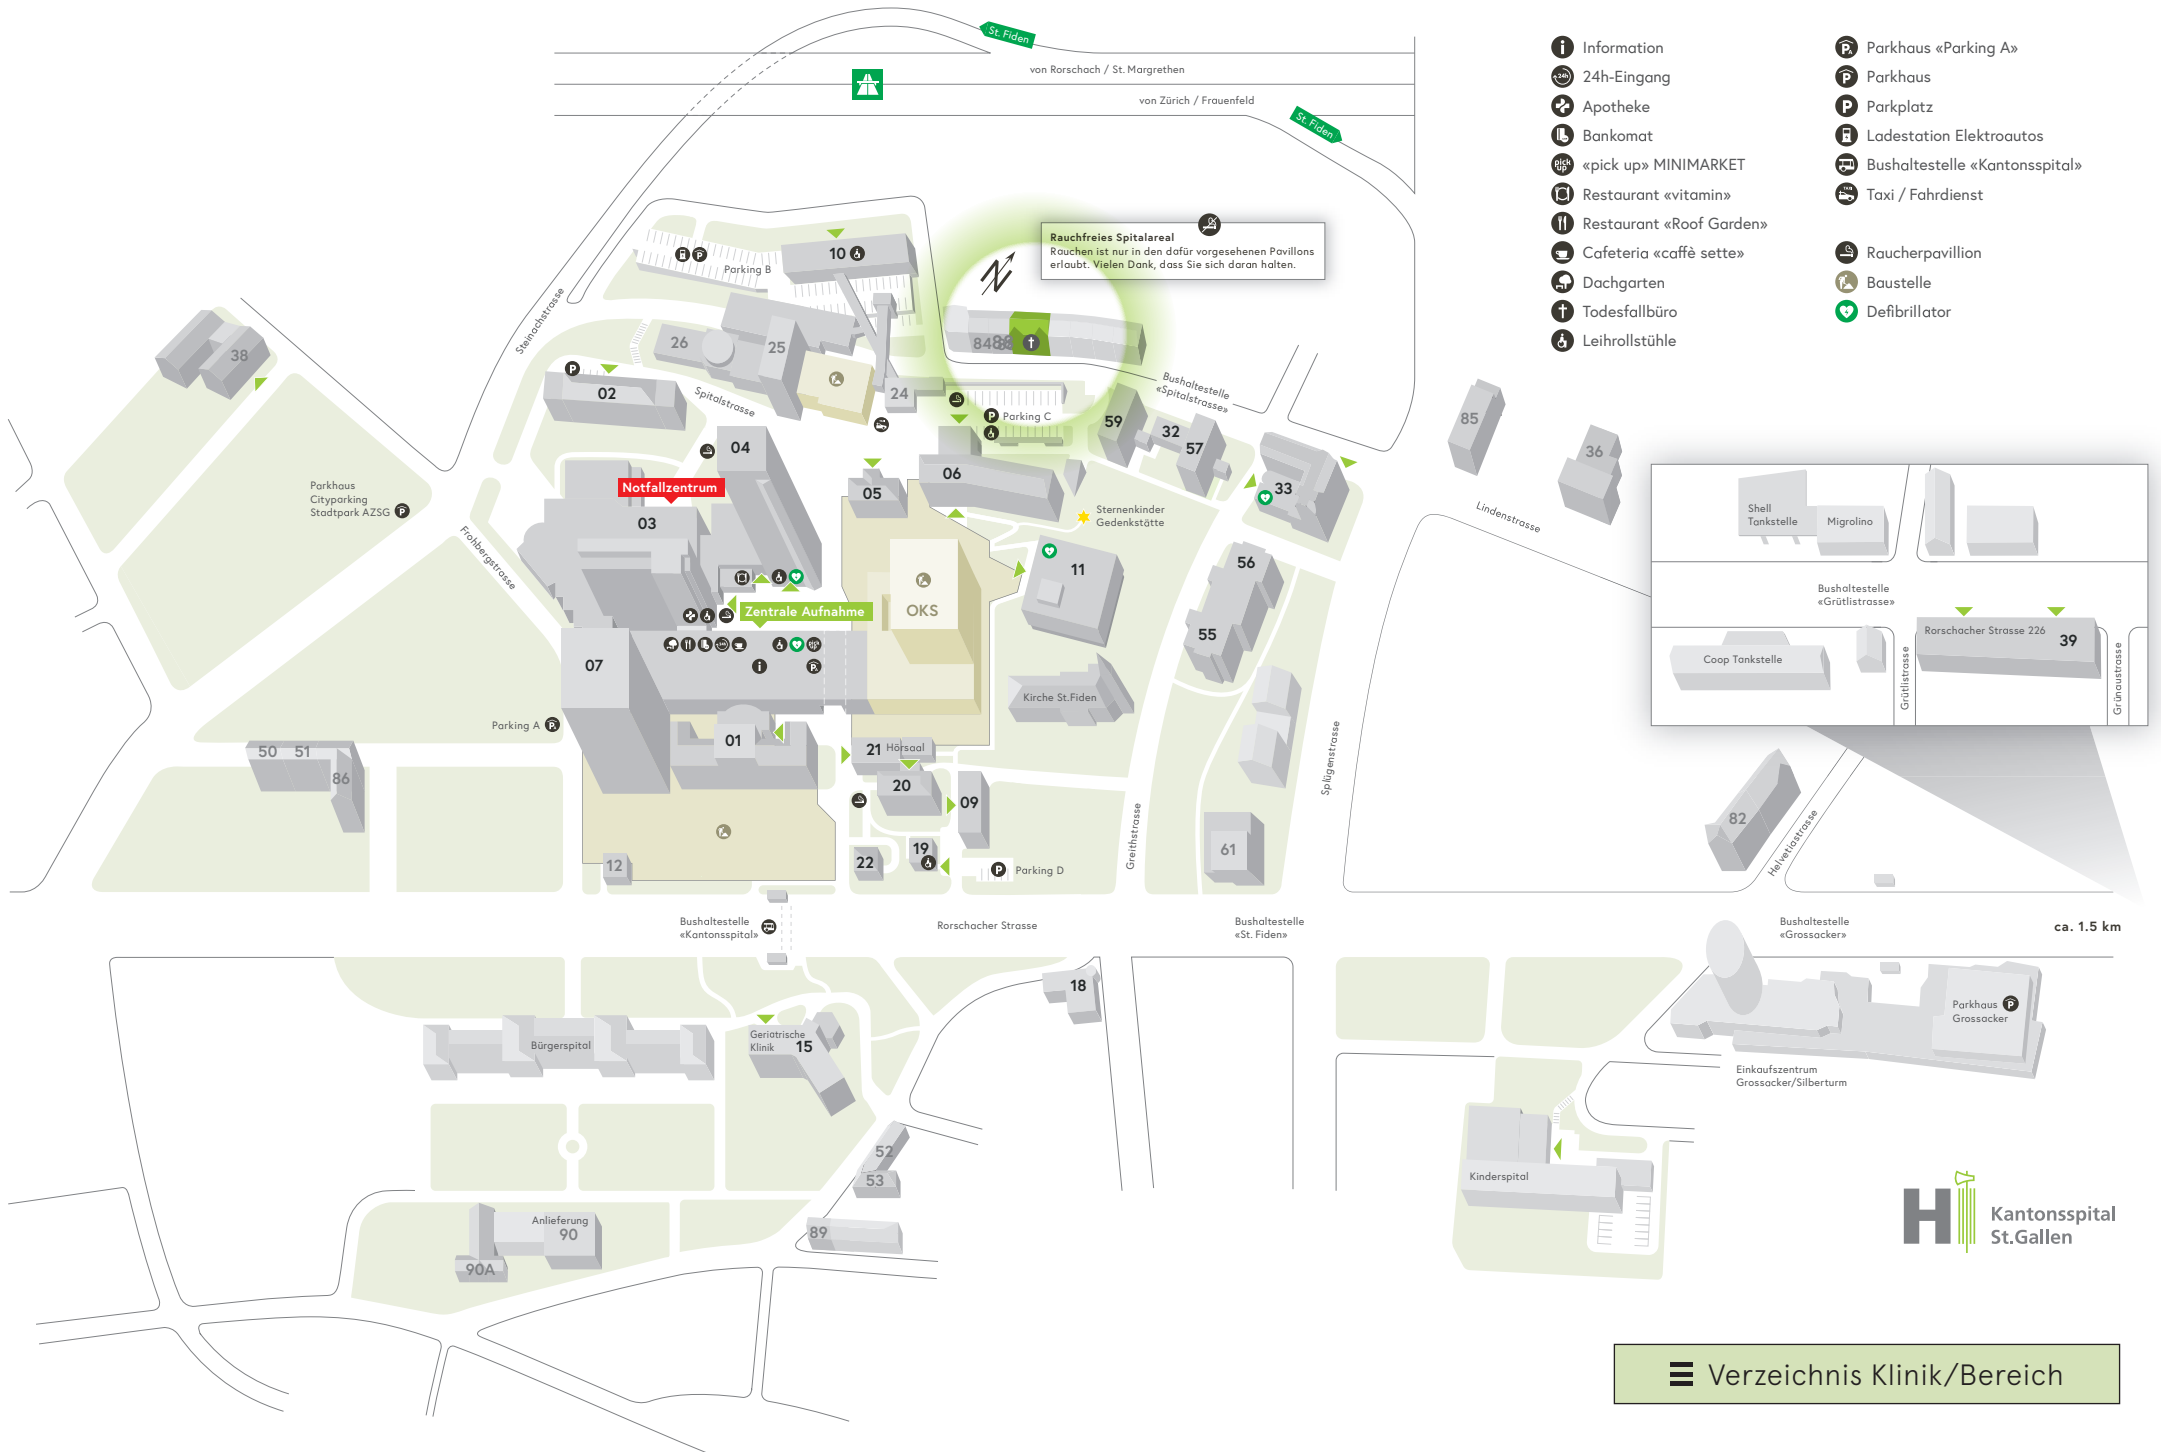 St. Fiden
von Rorschach / St. Margrethen
von Zürich / Frauenfeld
St. Fiden
Information
24h-Eingang
Apotheke
Bankomat
«pick up» MINIMARKET
Restaurant «vitamin»
Restaurant «Roof Garden»
Cafeteria «caffè sette»
Dachgarten
Todesfallbüro
Leihrollstühle
Parkhaus «Parking A»
Parkhaus
Parkplatz
Ladestation Elektroautos
Bushaltestelle «Kantonsspital»
Taxi / Fahrdienst
Raucherpavillion
Baustelle
Defibrillator
Rauchfreies Spitalareal
Rauchen ist nur in den dafür vorgesehenen Pavillons
erlaubt. Vielen Dank, dass Sie sich daran halten.
N
10
Parking B
Steinachstrasse
38
26
25
84
02
Spitalstrasse
24
Parking C
Bushaltestelle
«Spitalstrasse»
59
32
57
85
36
04
06
05
33
Notfallzentrum
03
Parkhaus
Cityparking
Stadtpark AZSG
Frohbergstrasse
Sternenkinder
Gedenkstätte
Lindenstrasse
11
56
55
OKS
Zentrale Aufnahme
07
Kirche St.Fiden
Parking A
01
21 Hörsaal
20
09
50
51
86
12
22
19
Parking D
Greithstrasse
61
Splügenstrasse
Shell
Tankstelle
Migrolino
Bushaltestelle
«Grütlistrasse»
Rorschacher Strasse 226
39
Coop Tankstelle
Grütlistrasse
Grünaustrasse
82
Helvetiastrasse
Bushaltestelle
«Kantonsspital»
Rorschacher Strasse
Bushaltestelle
«St. Fiden»
Bushaltestelle
«Grossacker»
ca. 1.5 km
18
Bürgerspital
Geriatrische
Klinik
15
Parkhaus
Grossacker
Einkaufszentrum
Grossacker/Silberturm
52
53
89
Anlieferung
90
90A
Kinderspital
Kantonsspital
St.Gallen
Verzeichnis Klinik/Bereich